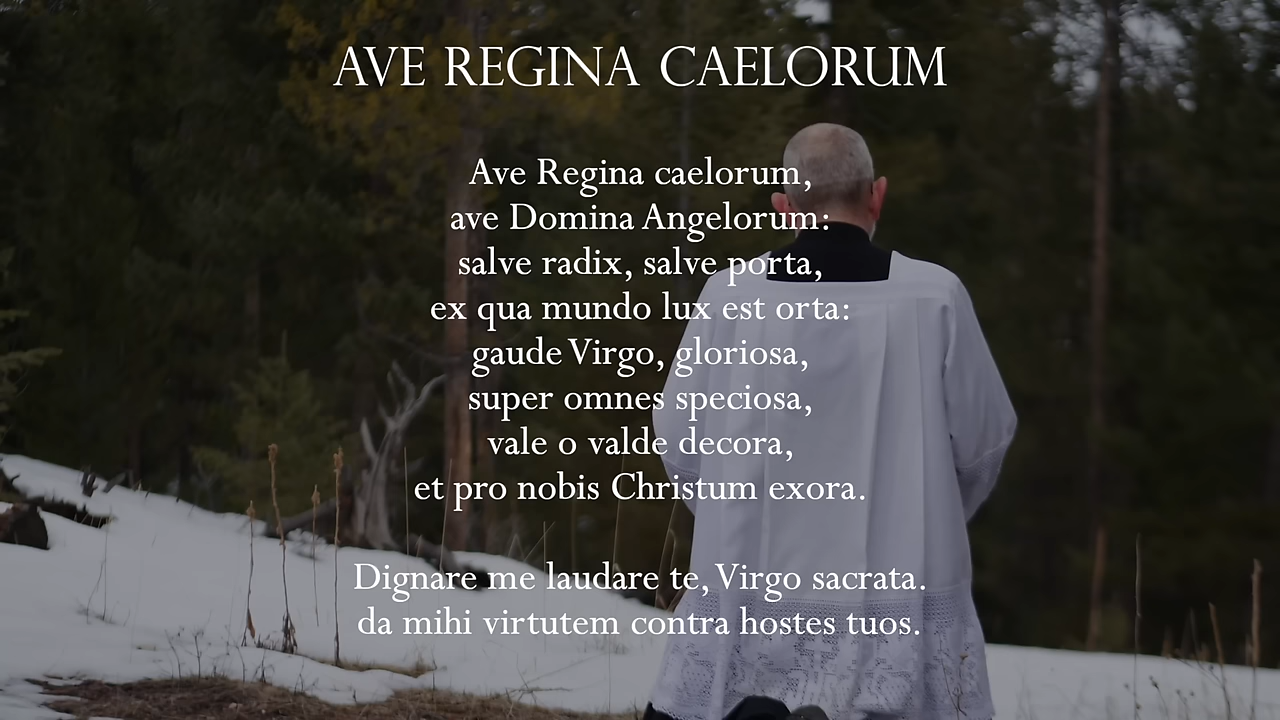 AVE REGINA CAELORUM
Ave Regina caelorum,
ave Domina Angelorum:
salve radix, salve porta,
ex qua mundo lux est orta:
gaude Virgo, gloriosa,
super omnes speciosa,
vale o valde decora,
et pro nobis Christum exora.
Dignare me laudare te, Virgo sacrata.
da mihi virtutem contra hostes tuos.